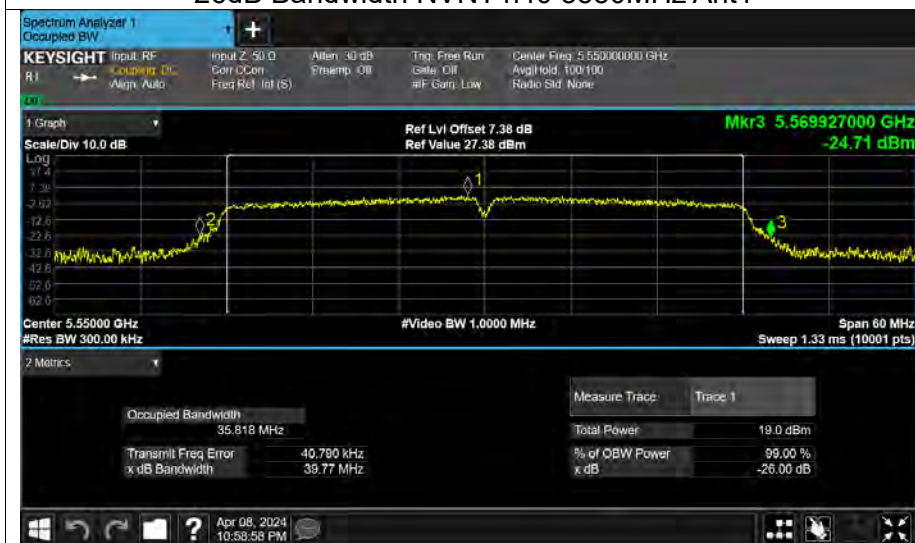 Spectrum Analyzer 1
Occupied BW
+
KEYSIGHT Input: RF Input Z: 50 Ω Atten: 30 dB Trig: Free Run Center Freq: 5.550000000 GHz
Coupling: DC Corr CCorr Preamp: Off Gate: Off Avg|Hold: 100/100
Align: Auto Freq Ref: Int (S) #IF Gain: Low Radio Std: None
1 Graph
Scale/Div 10.0 dB
Ref Lvl Offset 7.38 dB
Ref Value 27.38 dBm
Mkr3 5.569927000 GHz
-24.71 dBm
Log
17.4
7.38
-2.62
-12.6
-22.6
-32.6
-42.6
-52.6
-62.6
1
2
3
Center 5.55000 GHz
#Video BW 1.0000 MHz
Span 60 MHz
#Res BW 300.00 kHz
Sweep 1.33 ms (10001 pts)
2 Metrics
Measure Trace Trace 1
Occupied Bandwidth
35.818 MHz
Total Power 19.0 dBm
Transmit Freq Error 40.790 kHz
% of OBW Power 99.00 %
x dB Bandwidth 39.77 MHz
x dB -26.00 dB
?
Apr 08, 2024
10:58:58 PM